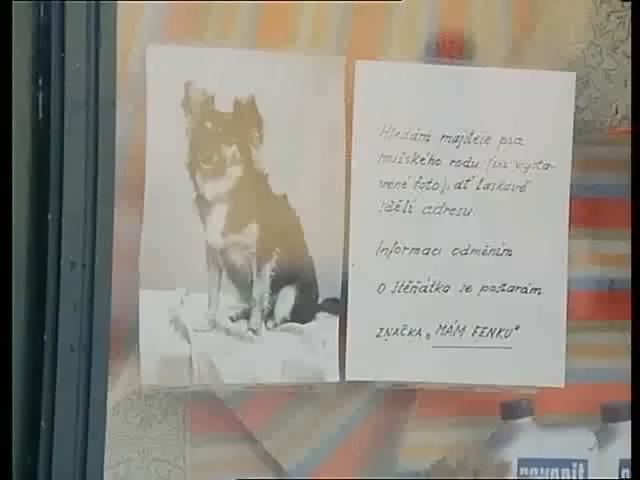 Hledám majitele psa
mužského rodu (viz vysta-
vené foto), ať laskavě
sdělí adresu.
Informaci odměním
O štěňátka se postarám
ZNAČKA „MÁM FENKU"